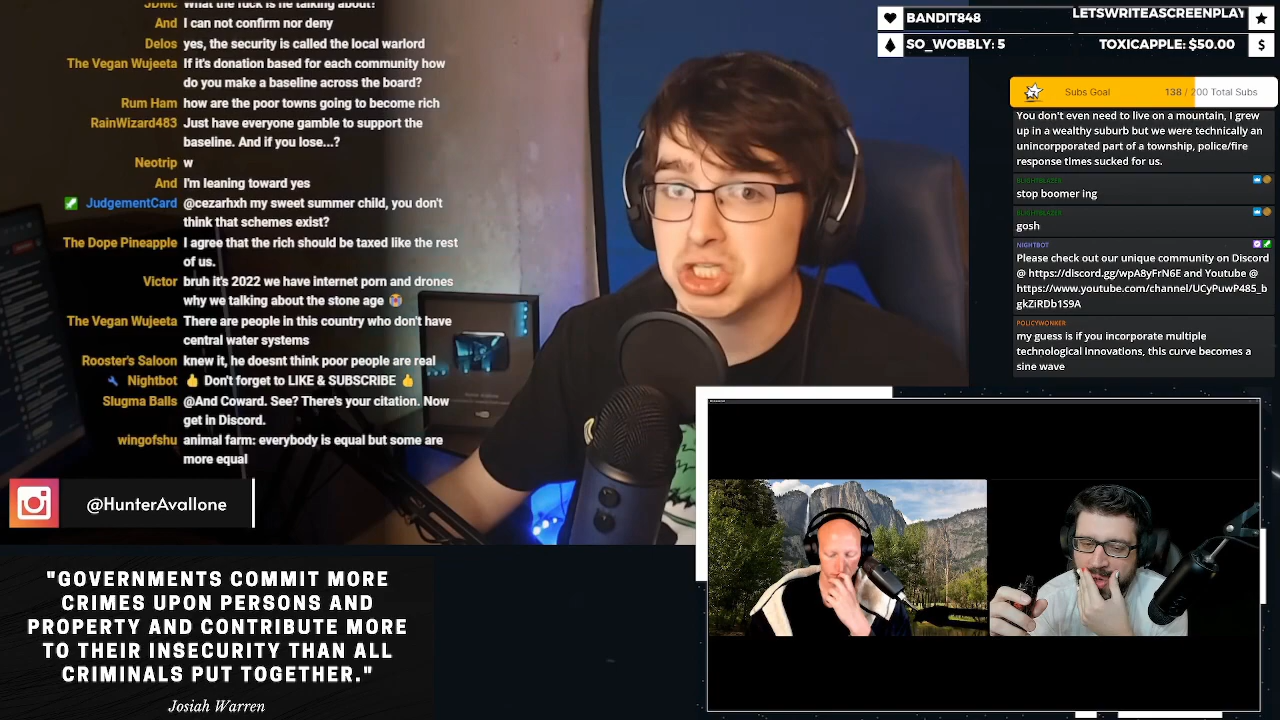 JDMC What the fuck is he talking about?
And I can not confirm nor deny
Delos yes, the security is called the local warlord
The Vegan Wujeeta If it's donation based for each community how
do you make a baseline across the board?
Rum Ham how are the poor towns going to become rich
RainWizard483 Just have everyone gamble to support the
baseline. And if you lose...?
Neotrip w
And I'm leaning toward yes
JudgementCard @cezarhxh my sweet summer child, you don't
think that schemes exist?
The Dope Pineapple I agree that the rich should be taxed like the rest
of us.
Victor bruh it's 2022 we have internet porn and drones
why we talking about the stone age 😭
The Vegan Wujeeta There are people in this country who don't have
central water systems
Rooster's Saloon knew it, he doesnt think poor people are real
Nightbot 👍 Don't forget to LIKE & SUBSCRIBE 👍
Slugma Balls @And Coward. See? There's your citation. Now
get in Discord.
wingofshu animal farm: everybody is equal but some are
more equal
@HunterAvallone
"GOVERNMENTS COMMIT MORE
CRIMES UPON PERSONS AND
PROPERTY AND CONTRIBUTE MORE
TO THEIR INSECURITY THAN ALL
CRIMINALS PUT TOGETHER."
Josiah Warren
BANDIT848
LETSWRITEASCREENPLAY
SO_WOBBLY: 5
TOXICAPPLE: $50.00
$
Subs Goal 138 / 200 Total Subs
You don't even need to live on a mountain, I grew
up in a wealthy suburb but we were technically an
unincorpporated part of a township, police/fire
response times sucked for us.
BLIGHTBLAZER
stop boomer ing
BLIGHTBLAZER
gosh
NIGHTBOT
Please check out our unique community on Discord
@ https://discord.gg/wpA8yFrN6E and Youtube @
https://www.youtube.com/channel/UCyPuwP485_b
gkZiRDb1S9A
POLICYWONKER
my guess is if you incorporate multiple
technological innovations, this curve becomes a
sine wave